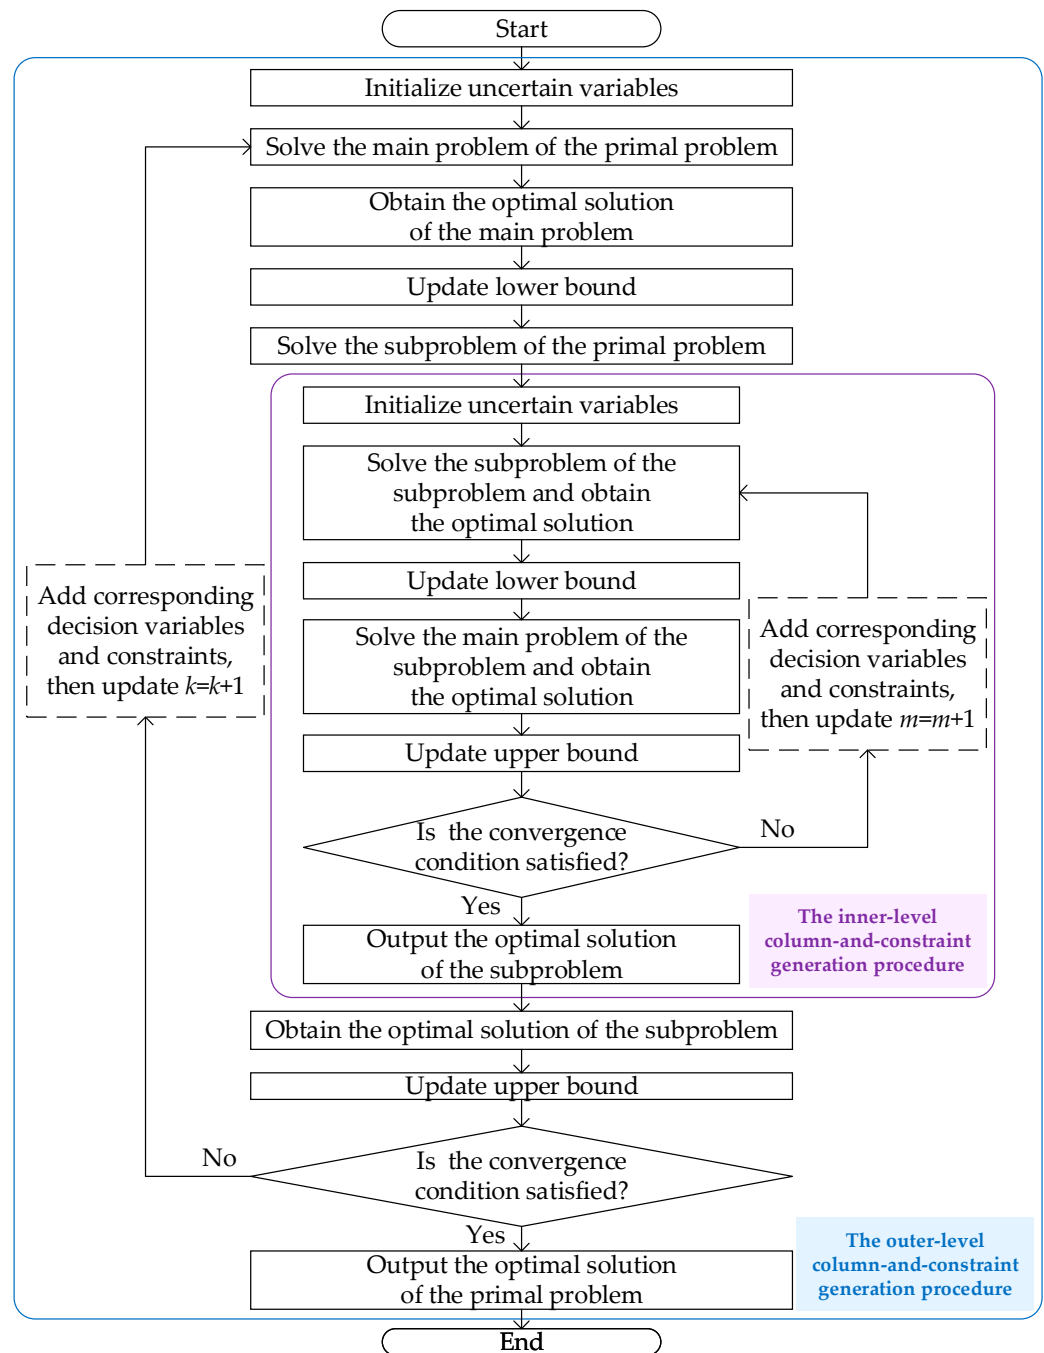 Start
Initialize uncertain variables
Solve the main problem of the primal problem
Obtain the optimal solution
of the main problem
Update lower bound
Solve the subproblem of the primal problem
Initialize uncertain variables
Solve the subproblem of the
subproblem and obtain
the optimal solution
Update lower bound
Solve the main problem of the
subproblem and obtain
the optimal solution
Update upper bound
Is the convergence
condition satisfied?
No
Add corresponding
decision variables
and constraints,
then update m=m+1
Yes
Output the optimal solution
of the subproblem
The inner-level
column-and-constraint
generation procedure
Obtain the optimal solution of the subproblem
Update upper bound
Is the convergence
condition satisfied?
No
Add corresponding
decision variables
and constraints,
then update k=k+1
Yes
Output the optimal solution
of the primal problem
The outer-level
column-and-constraint
generation procedure
End